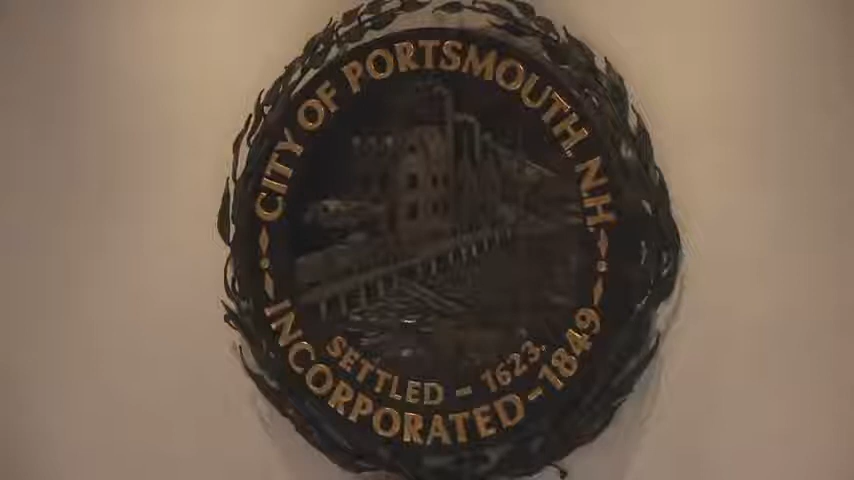 CITY OF PORTSMOUTH, N.H.
SETTLED - 1623.
INCORPORATED - 1849